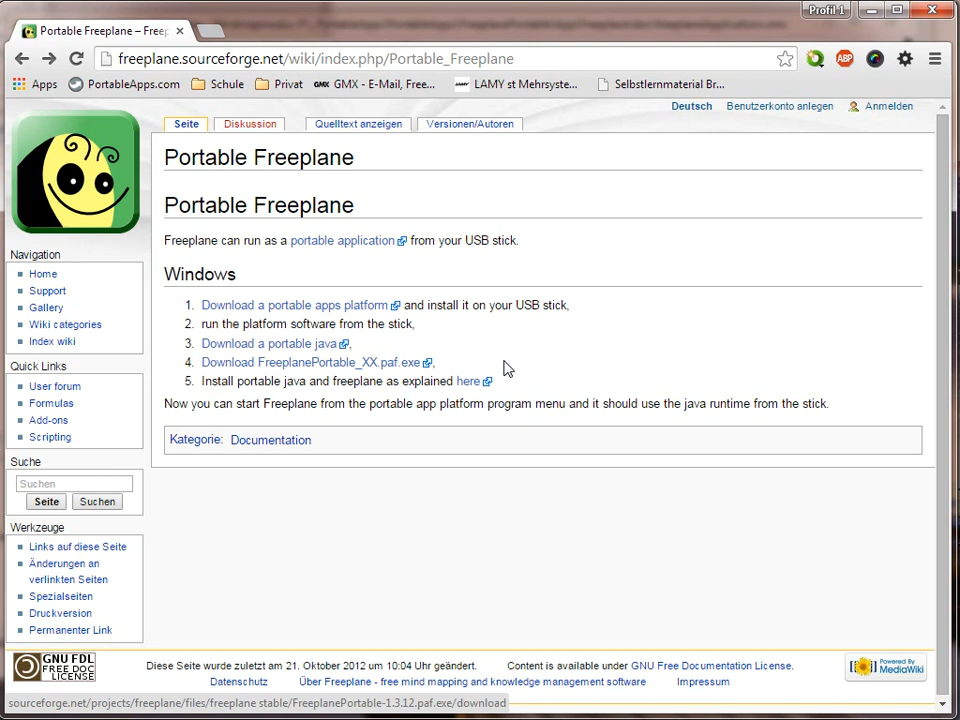 Profil 1
Portable Freeplane – Freep
freeplane.sourceforge.net/wiki/index.php/Portable_Freeplane
ABP
Apps
PortableApps.com
Schule
Privat
GMX GMX - E-Mail, Free...
LAMY st Mehrsyste...
Selbstlernmaterial Br...
Deutsch
Benutzerkonto anlegen
Anmelden
Seite
Diskussion
Quelltext anzeigen
Versionen/Autoren
Portable Freeplane
Portable Freeplane
Freeplane can run as a portable application from your USB stick.
Windows
1. Download a portable apps platform and install it on your USB stick,
2. run the platform software from the stick,
3. Download a portable java,
4. Download FreeplanePortable_XX.paf.exe,
5. Install portable java and freeplane as explained here
Now you can start Freeplane from the portable app platform program menu and it should use the java runtime from the stick.
Kategorie: Documentation
Navigation
Home
Support
Gallery
Wiki categories
Index wiki
Quick Links
User forum
Formulas
Add-ons
Scripting
Suche
Suchen
Seite
Suchen
Werkzeuge
Links auf diese Seite
Änderungen an
verlinkten Seiten
Spezialseiten
Druckversion
Permanenter Link
GNU FDL
FREE DOC
LICENSE
Diese Seite wurde zuletzt am 21. Oktober 2012 um 10:04 Uhr geändert.
Content is available under GNU Free Documentation License.
Datenschutz
Über Freeplane - free mind mapping and knowledge management software
Impressum
Powered By
MediaWiki
sourceforge.net/projects/freeplane/files/freeplane stable/FreeplanePortable-1.3.12.paf.exe/download